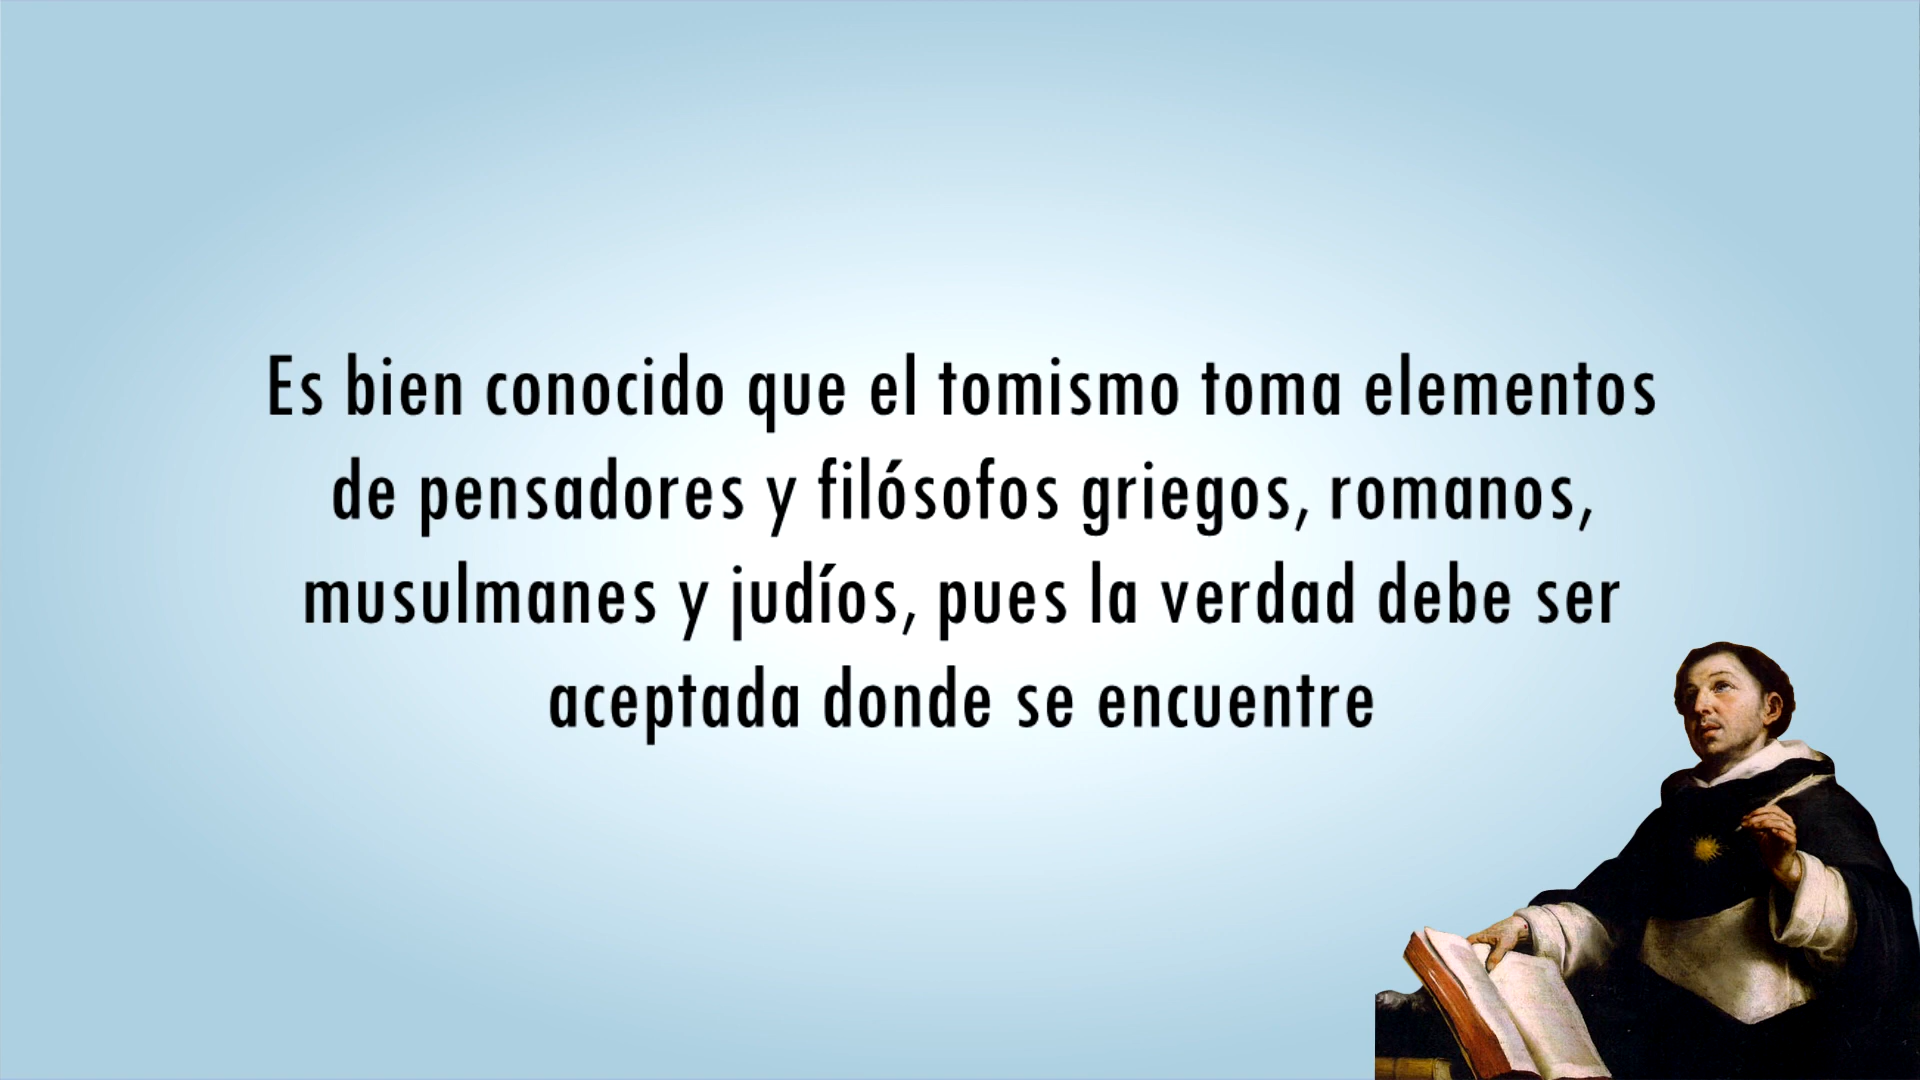 Es bien conocido que el tomismo toma elementos
de pensadores y filósofos griegos, romanos,
musulmanes y judíos, pues la verdad debe ser
aceptada donde se encuentre